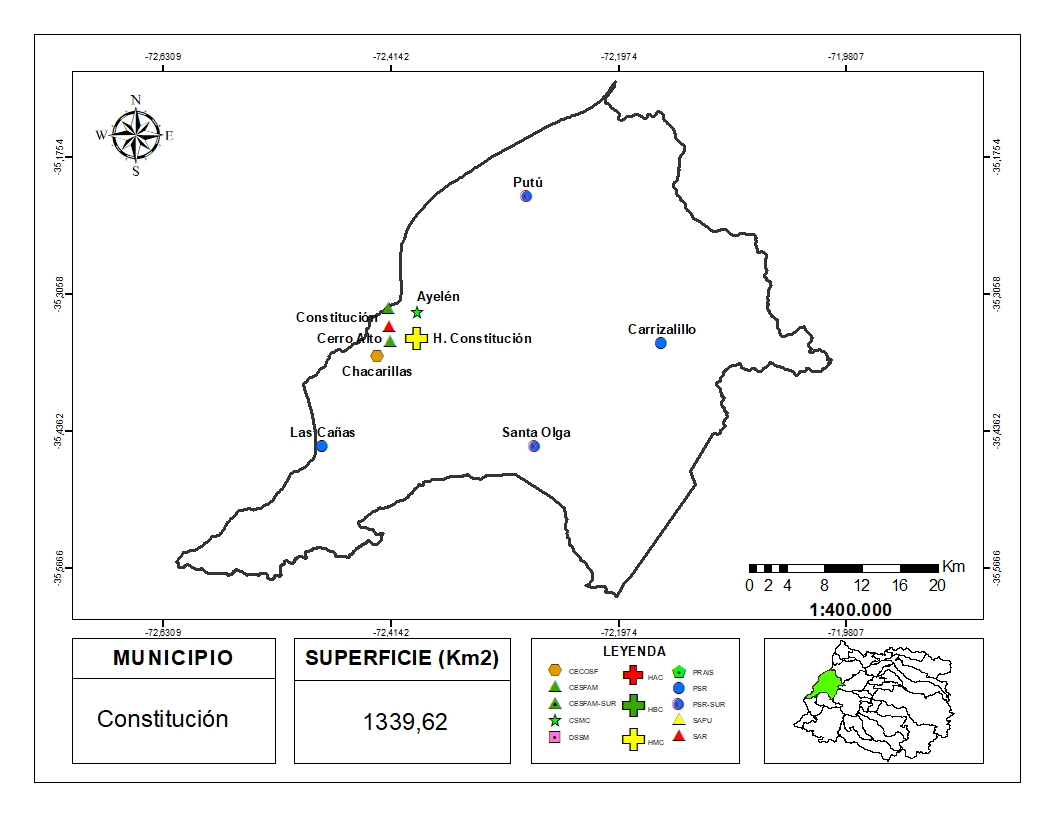 -72,6309 -72,4142 -72,1974 -71,9807
N
W E
S
-35,1754 -35,1754
Putú
-35,3058 -35,3058
Ayelén
Constitución
Cerro Alto
H. Constitución
Carrizalillo
Chacarillas
-35,4362 -35,4362
Las Cañas
Santa Olga
-35,5666 -35,5666
Km
0 2 4 8 12 16 20
1:400.000
-72,6309 -72,4142 -72,1974 -71,9807
MUNICIPIO
Constitución
SUPERFICIE (Km2)
1339,62
LEYENDA
CECOSF
CESFAM
CESFAM-SUR
CSMC
DSSM
HAC
HBC
HMC
PRAIS
PSR
PSR-SUR
SAPU
SAR